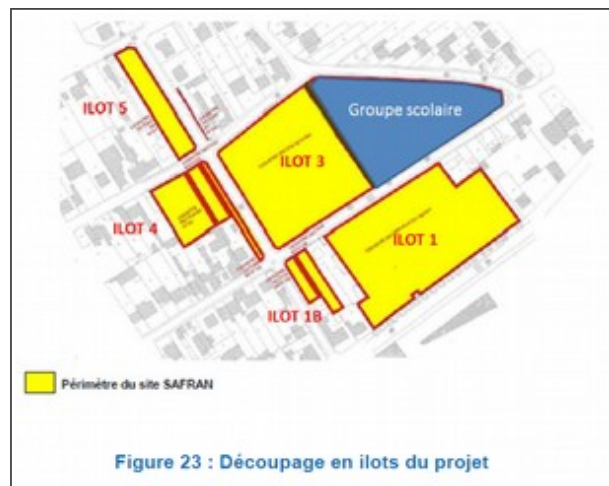 ILOT 5
Groupe scolaire
ILOT 3
ILOT 4
ILOT 1
ILOT 1B
Périmètre du site SAFRAN
Figure 23 : Découpage en ilots du projet